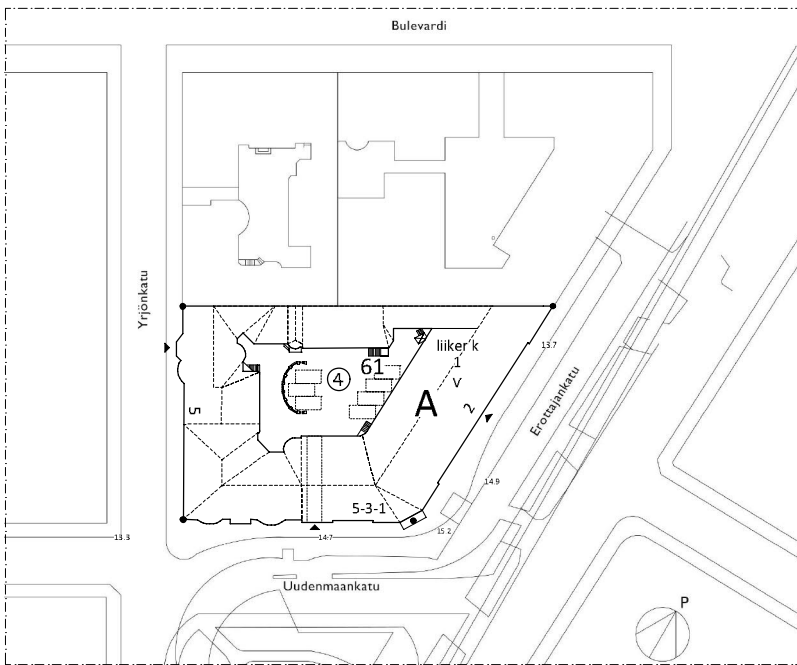 Bulevardi
Yrjönkatu
61
liiker'k
1
V
13.7
4
A
2
5
Erottajankatu
14.9
5-3-1
15.2
13.3
14.7
Uudenmaankatu
P